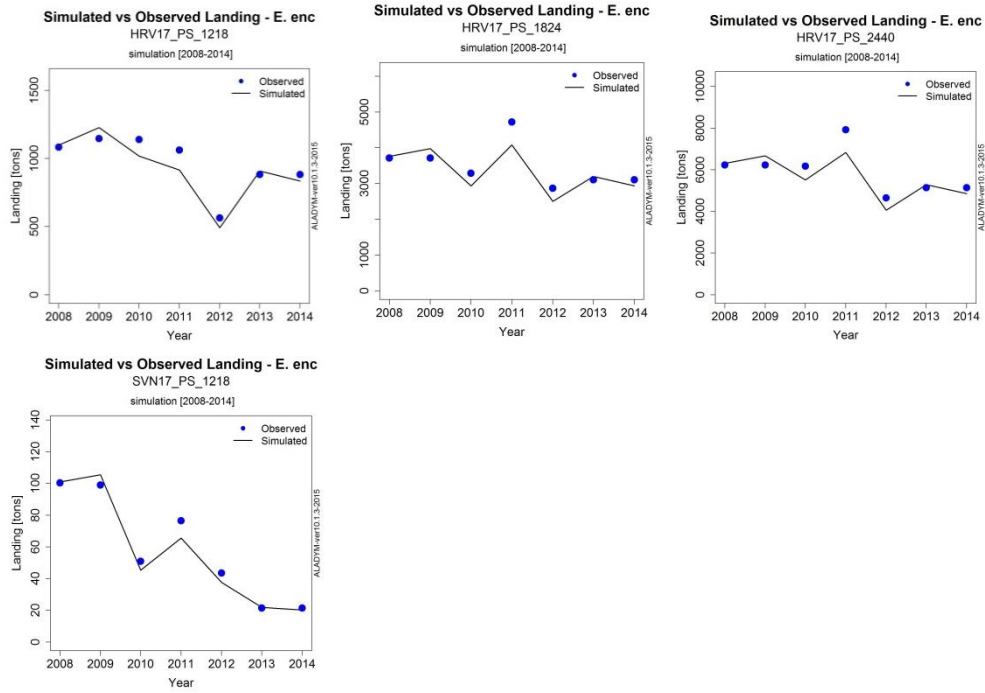 Simulated vs Observed Landing - E. enc
HRV17_PS_1218
simulation [2008-2014]
Observed
Simulated
Landing [tons]
0
500
1000
1500
2008 2009 2010 2011 2012 2013 2014
Year
ALADYM-ver10.1.3-2015
Simulated vs Observed Landing - E. enc
HRV17_PS_1824
simulation [2008-2014]
Observed
Simulated
Landing [tons]
0
1000
3000
5000
2008 2009 2010 2011 2012 2013 2014
Year
ALADYM-ver10.1.3-2015
Simulated vs Observed Landing - E. enc
HRV17_PS_2440
simulation [2008-2014]
Observed
Simulated
Landing [tons]
0
2000
4000
6000
8000
10000
2008 2009 2010 2011 2012 2013 2014
Year
ALADYM-ver10.1.3-2015
Simulated vs Observed Landing - E. enc
SVN17_PS_1218
simulation [2008-2014]
Observed
Simulated
Landing [tons]
0
20
40
60
80
100
120
140
2008 2009 2010 2011 2012 2013 2014
Year
ALADYM-ver10.1.3-2015